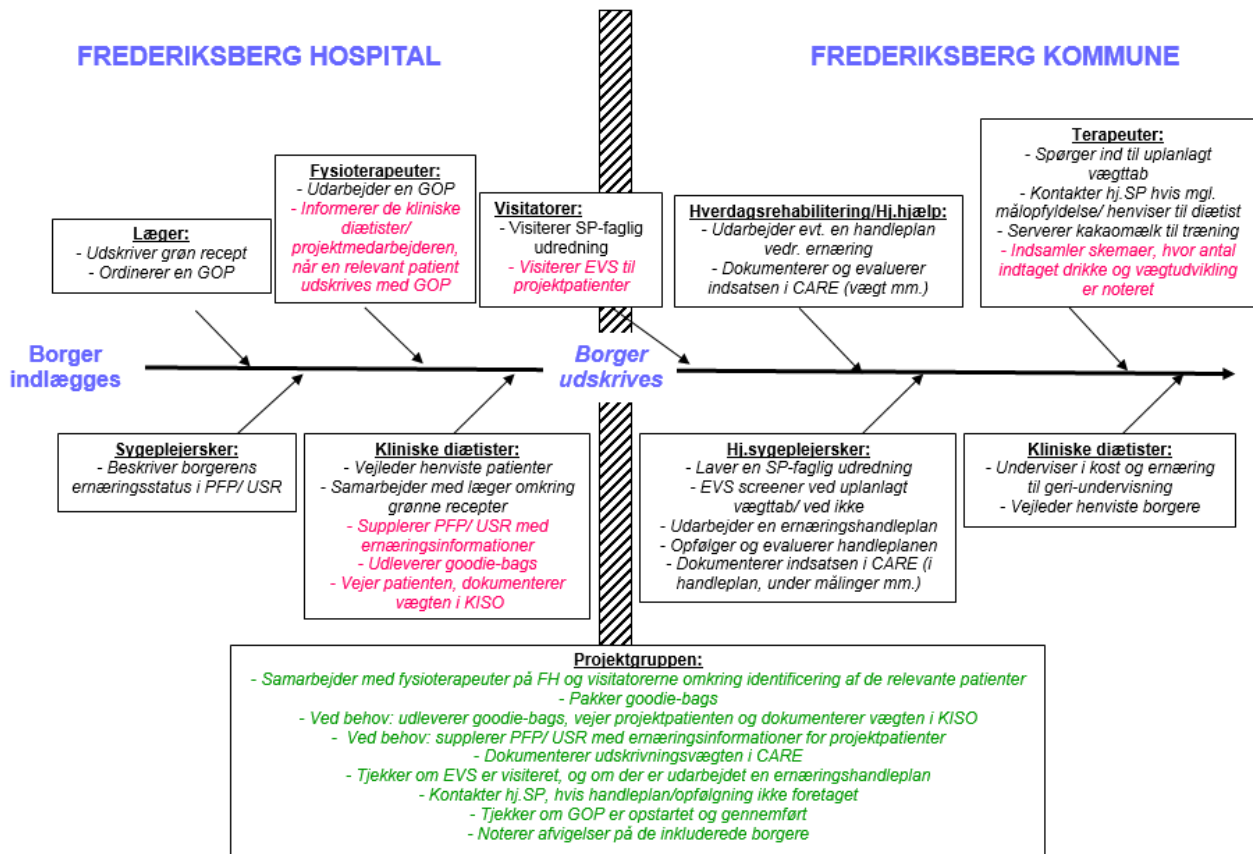 FREDERIKSBERG HOSPITAL
FREDERIKSBERG KOMMUNE
Læger:
- Udskriver grøn recept
- Ordinerer en GOP
Fysioterapeuter:
- Udarbejder en GOP
- Informerer de kliniske
diætister/
projektmedarbejderen,
når en relevant patient
udskrives med GOP
Visitatorer:
- Visiterer SP-faglig
udredning
- Visiterer EVS til
projektpatienter
Hverdagsrehabilitering/Hj.hjælp:
- Udarbejder evt. en handleplan
vedr. ernæring
- Dokumenterer og evaluerer
indsatsen i CARE (vægt mm.)
Terapeuter:
- Spørger ind til uplanlagt
vægttab
- Kontakter hj.SP hvis mgl.
målopfyldelse/ henviser til diætist
- Serverer kakaomælk til træning
- Indsamler skemaer, hvor antal
indtaget drikke og vægtudvikling
er noteret
Borger
indlægges
Borger
udskrives
Sygeplejersker:
- Beskriver borgerens
ernæringsstatus i PFP/ USR
Kliniske diætister:
- Vejleder henviste patienter
- Samarbejder med læger omkring
grønne recepter
- Supplerer PFP/ USR med
ernæringsinformationer
- Udleverer goodie-bags
- Vejer patienten, dokumenterer
vægten i KISO
Hj.sygeplejersker:
- Laver en SP-faglig udredning
- EVS screener ved uplanlagt
vægttab/ ved ikke
- Udarbejder en ernæringshandleplan
- Opfølger og evaluerer handleplanen
- Dokumenterer indsatsen i CARE (i
handleplan, under målinger mm.)
Kliniske diætister:
- Underviser i kost og ernæring
til geri-undervisning
- Vejleder henviste borgere
Projektgruppen:
- Samarbejder med fysioterapeuter på FH og visitatorerne omkring identificering af de relevante patienter
- Pakker goodie-bags
- Ved behov: udleverer goodie-bags, vejer projektpatienten og dokumenterer vægten i KISO
- Ved behov: supplerer PFP/ USR med ernæringsinformationer for projektpatienter
- Dokumenterer udskrivningsvægten i CARE
- Tjekker om EVS er visiteret, og om der er udarbejdet en ernæringshandleplan
- Kontakter hj.SP, hvis handleplan/opfølgning ikke foretaget
- Tjekker om GOP er opstartet og gennemført
- Noterer afvigelser på de inkluderede borgere